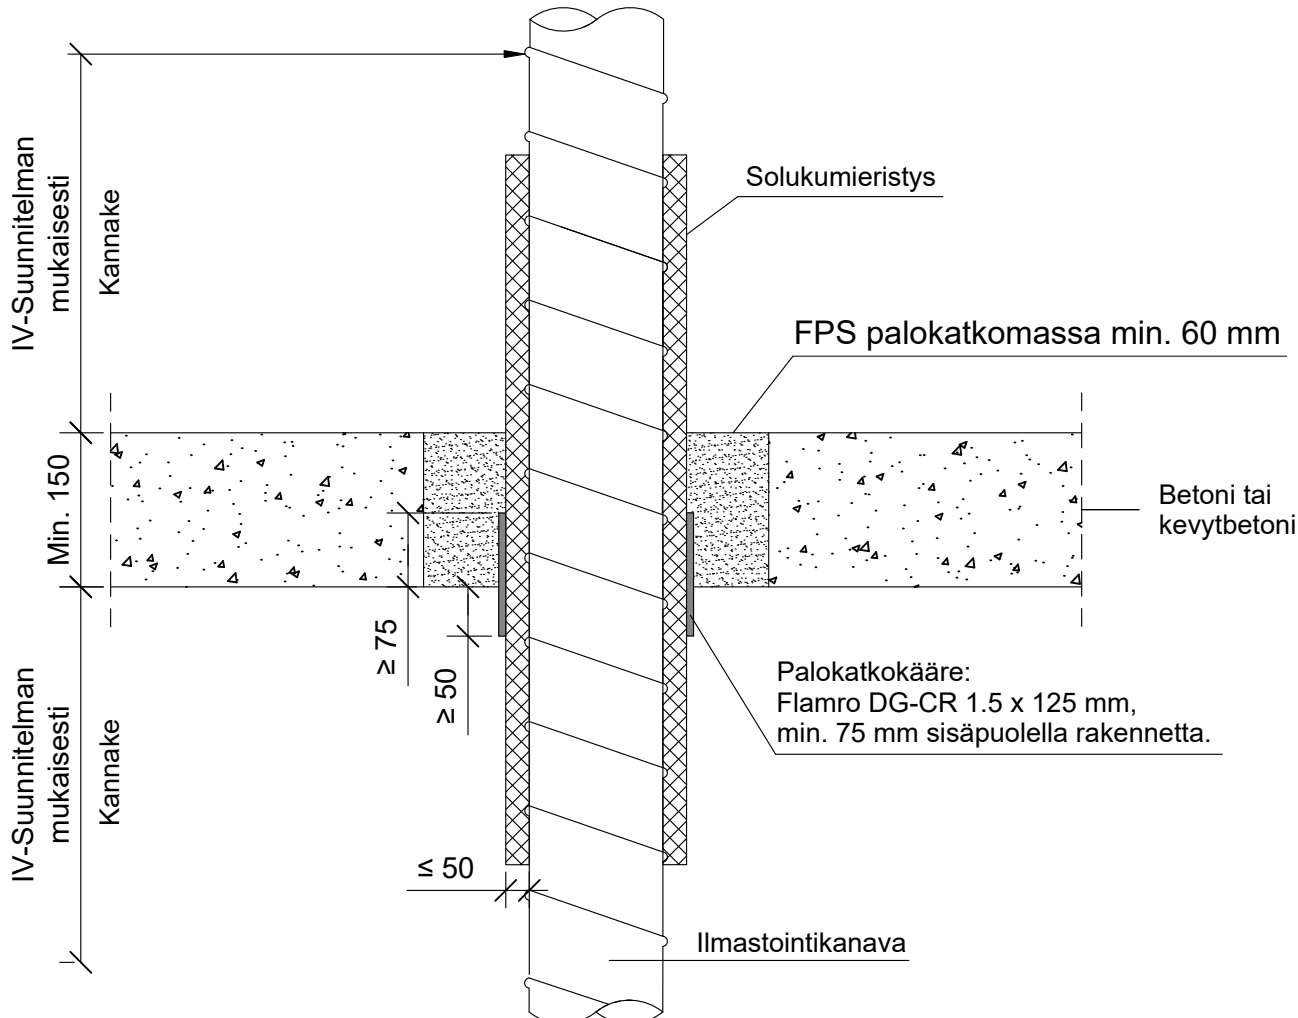 IV-Suunnitelman
mukaisesti
Kannake
Solukumieristys
FPS palokatkomassa min. 60 mm
Min. 150
Betoni tai
kevytbetoni
≥ 75
≥ 50
Palokatkokääre:
Flamro DG-CR 1.5 x 125 mm,
min. 75 mm sisäpuolella rakennetta.
IV-Suunnitelman
mukaisesti
Kannake
≤ 50
Ilmastointikanava